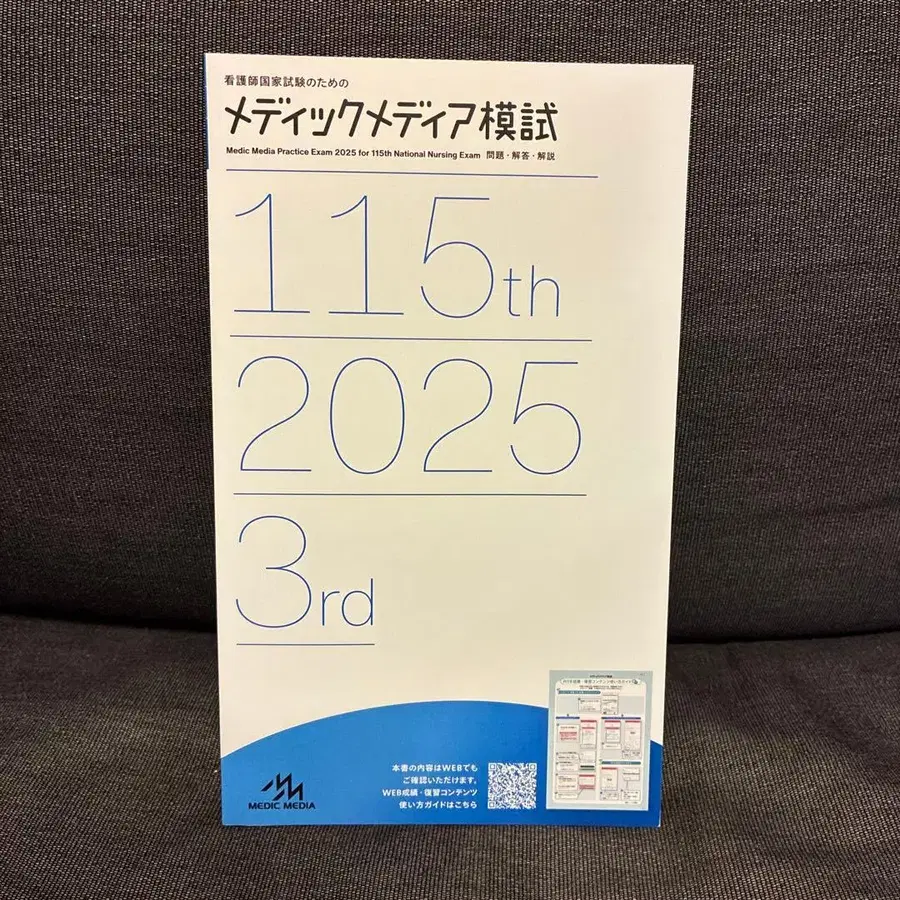 看護師国家試験のための
メディックメディア模試
Medic Media Practice Exam 2025 for 115th National Nursing Exam 問題・解答・解説
115th
2025
3rd
本書の内容はWEBでも
ご確認いただけます。
WEB成績・復習コンテンツ
使い方ガイドはこちら
MEDIC MEDIA